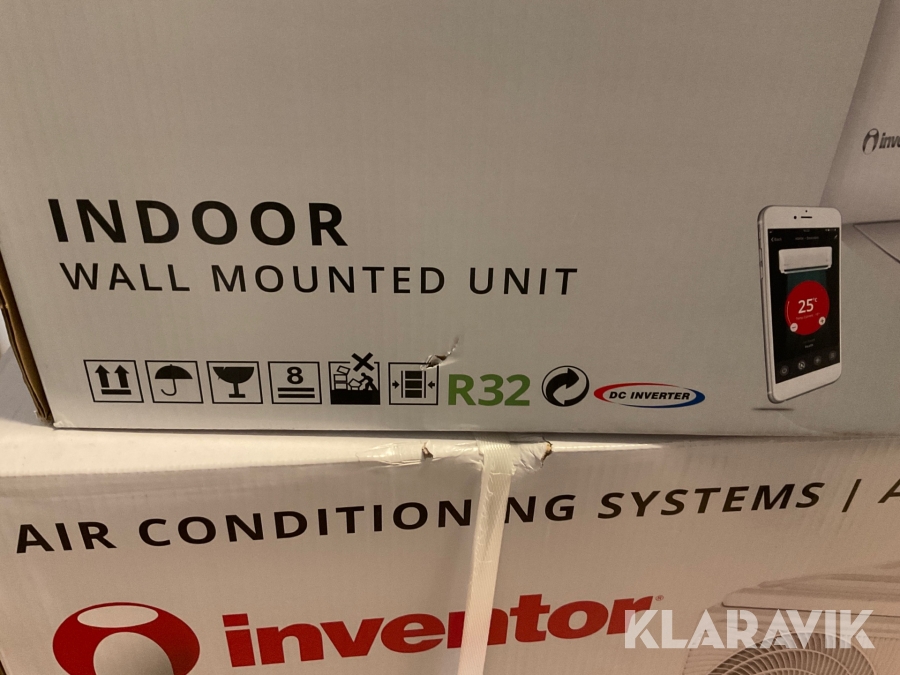 INDOOR
WALL MOUNTED UNIT
25°C
8
R32
DC INVERTER
AIR CONDITIONING SYSTEMS |
inventor
KLARAVIK